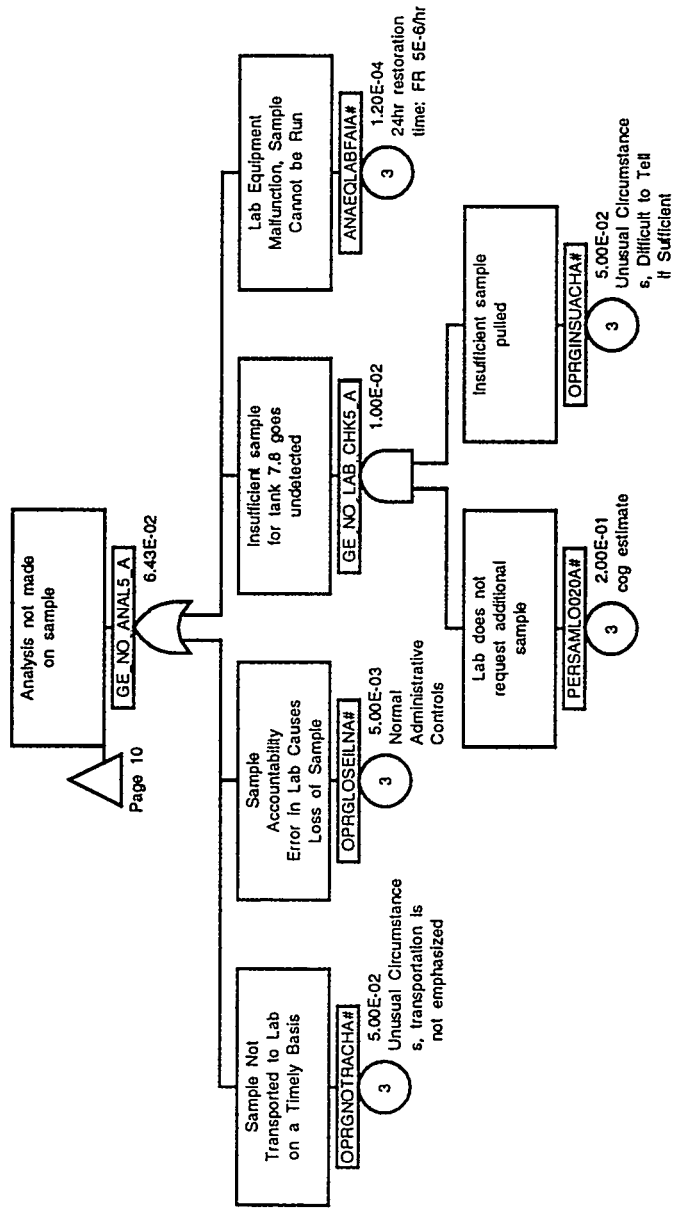 Analysis not made
on sample
GE_NO_ANAL5_A
6.43E-02
Page 10
Sample Not
Transported to Lab
on a Timely Basis
OPRGNOTRACHA#
3
5.00E-02
Unusual Circumstance
s, transportation is
not emphasized
Sample
Accountability
Error in Lab Causes
Loss of Sample
OPRGLOSEILNA#
3
5.00E-03
Normal
Administrative
Controls
Insufficient sample
for tank 7.8 goes
undetected
GE_NO_LAB_CHK5_A
1.00E-02
Lab Equipment
Malfunction, Sample
Cannot be Run
ANAEQLABFAIA#
3
1.20E-04
24hr restoration
time: FR 5E-6/hr
Lab does not
request additional
sample
PERSAMLO020A#
3
2.00E-01
cog estimate
Insufficient sample
pulled
OPRGINSUACHA#
3
5.00E-02
Unusual Circumstance
s, Difficult to Tell
If Sufficient